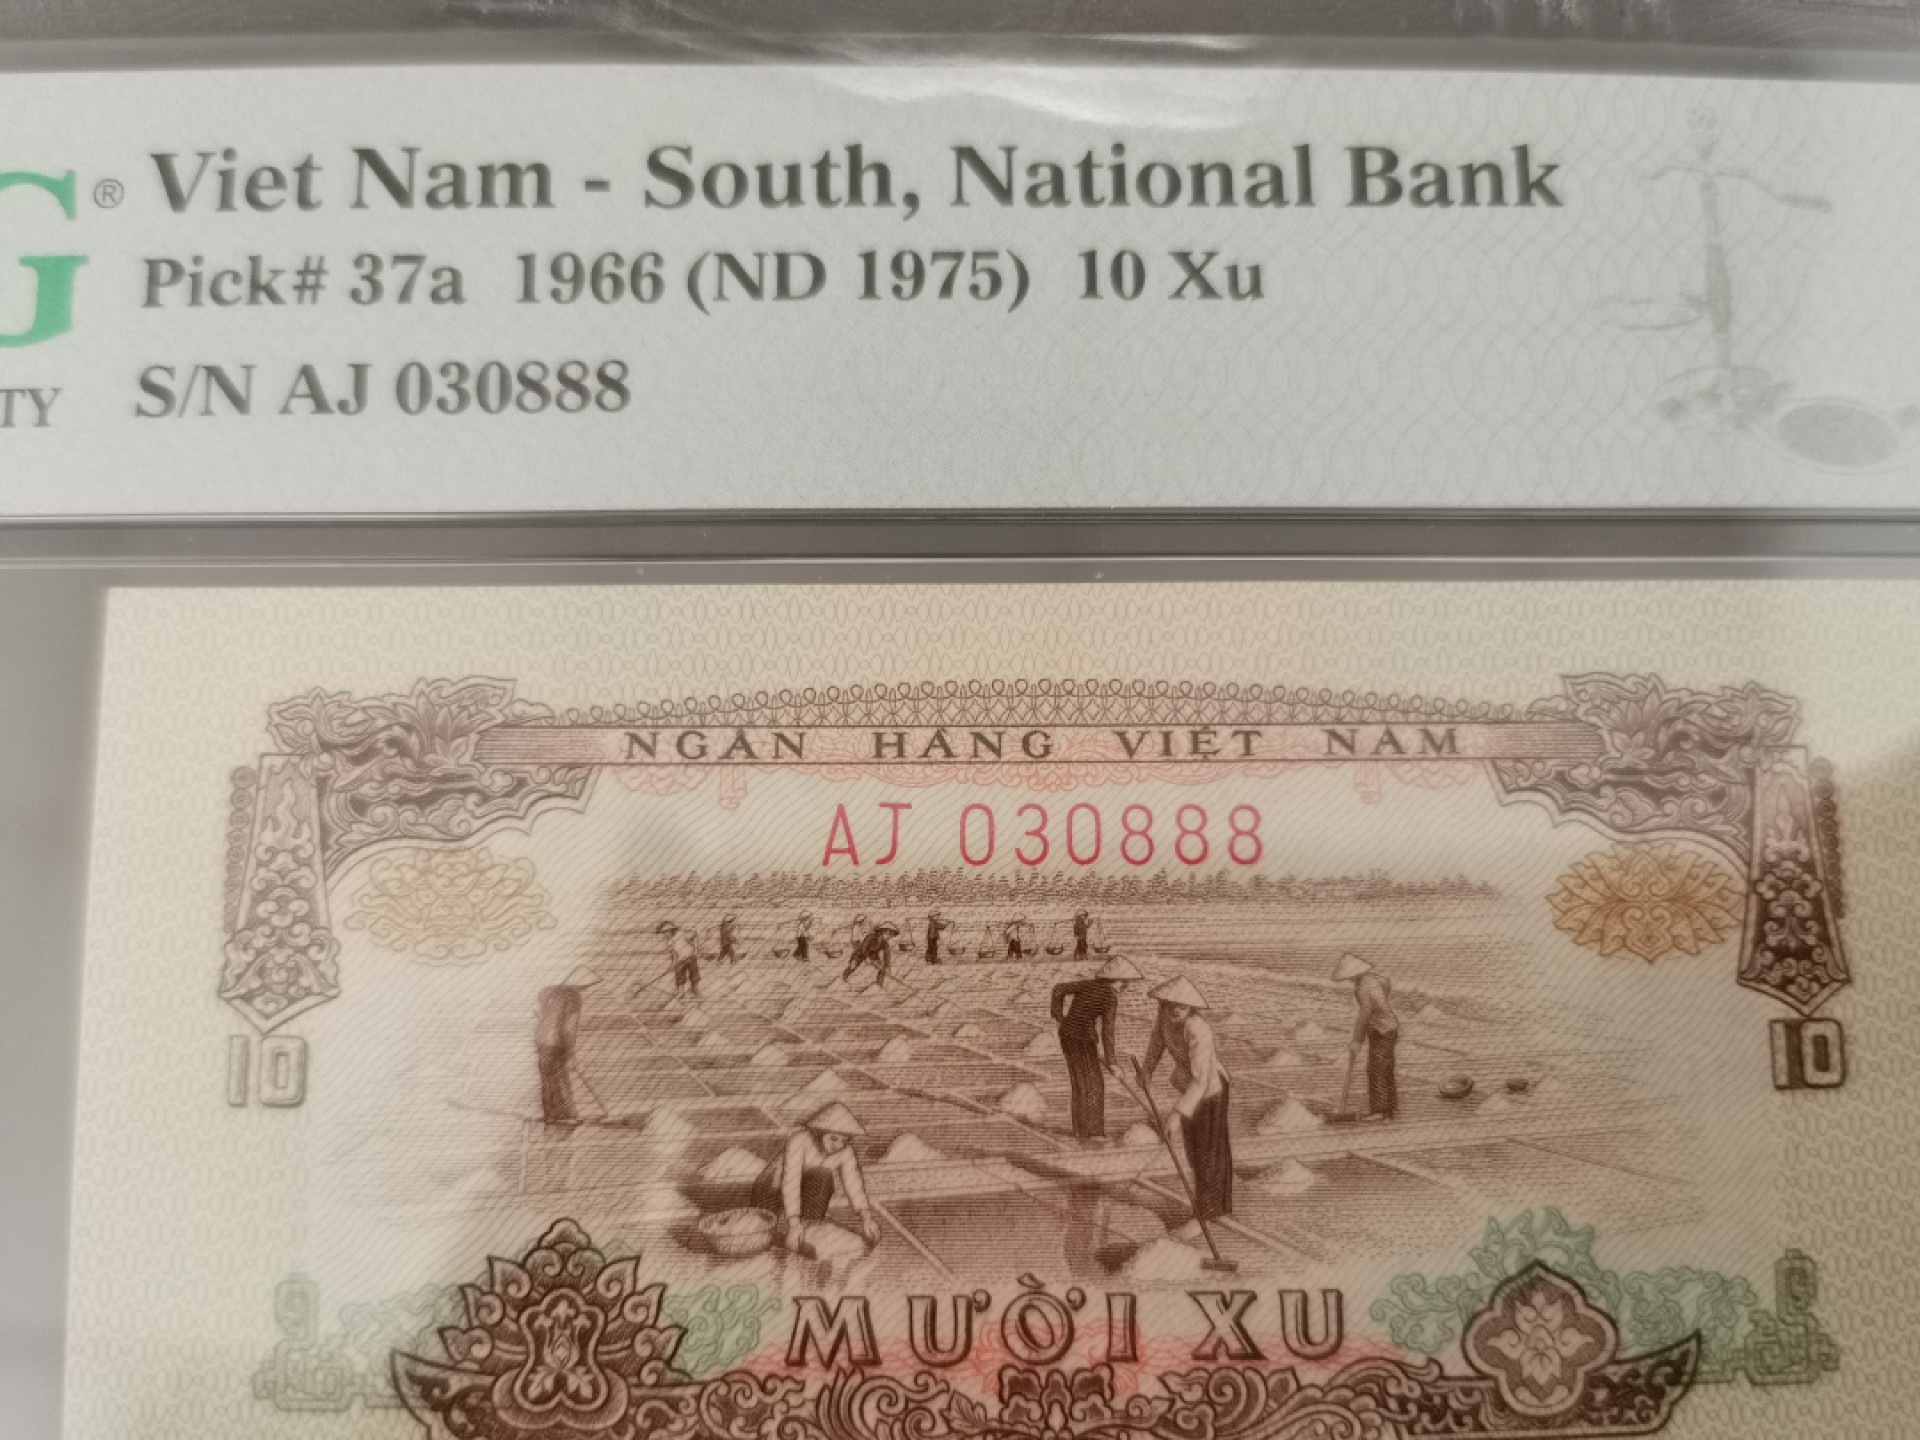 G® Viet Nam - South, National Bank
Pick# 37a 1966 (ND 1975) 10 Xu
TY S/N AJ 030888
NGÂN HÀNG VIỆT NAM
AJ 030888
10 10
MƯỜI XU